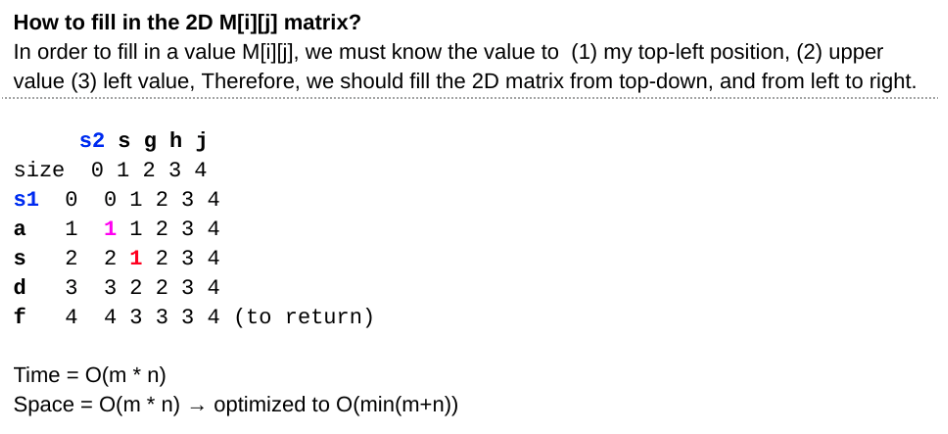 How to fill in the 2D M[i][j] matrix?
In order to fill in a value M[i][j], we must know the value to (1) my top-left position, (2) upper
value (3) left value, Therefore, we should fill the 2D matrix from top-down, and from left to right.
s2 s g h j
size 0 1 2 3 4
s1 0 0 1 2 3 4
a 1 1 1 2 3 4
s 2 2 1 2 3 4
d 3 3 2 2 3 4
f 4 4 3 3 3 4 (to return)
Time = O(m * n)
Space = O(m * n) → optimized to O(min(m+n))